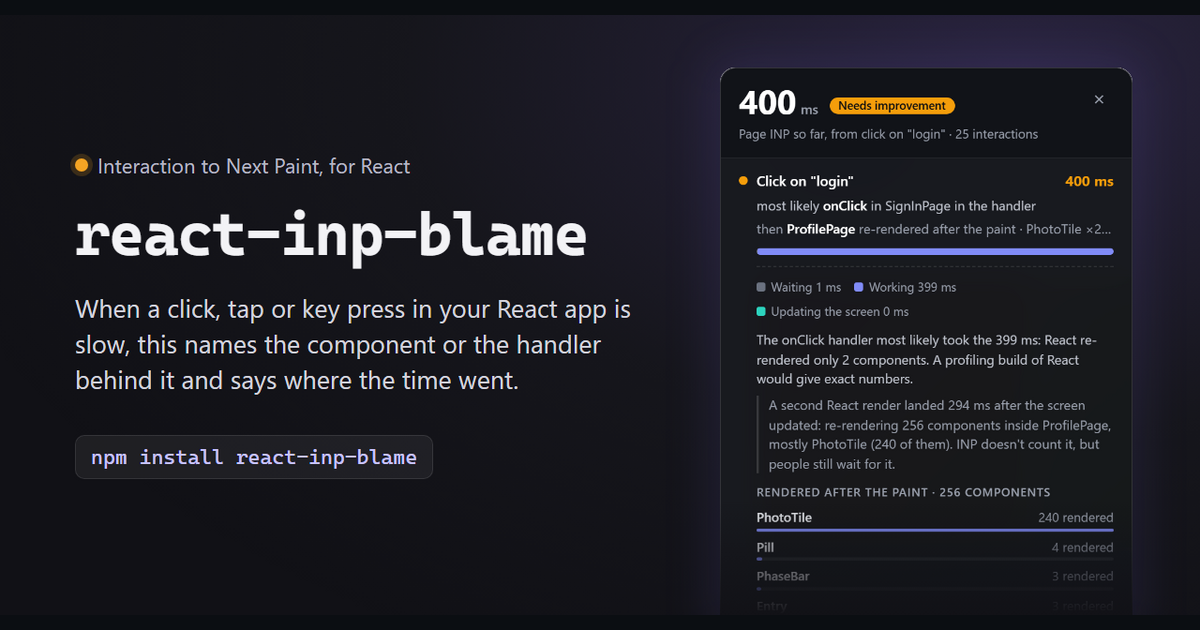 Interaction to Next Paint, for React
react-inp-blame
When a click, tap or key press in your React app is
slow, this names the component or the handler
behind it and says where the time went.
npm install react-inp-blame
400 ms Needs improvement ×
Page INP so far, from click on "login" · 25 interactions
Click on "login" 400 ms
most likely onClick in SignInPage in the handler
then ProfilePage re-rendered after the paint · PhotoTile ×2...
Waiting 1 ms Working 399 ms
Updating the screen 0 ms
The onClick handler most likely took the 399 ms: React re-
rendered only 2 components. A profiling build of React
would give exact numbers.
A second React render landed 294 ms after the screen
updated: re-rendering 256 components inside ProfilePage,
mostly PhotoTile (240 of them). INP doesn't count it, but
people still wait for it.
RENDERED AFTER THE PAINT · 256 COMPONENTS
PhotoTile 240 rendered
Pill 4 rendered
PhaseBar 3 rendered
Entry 3 rendered